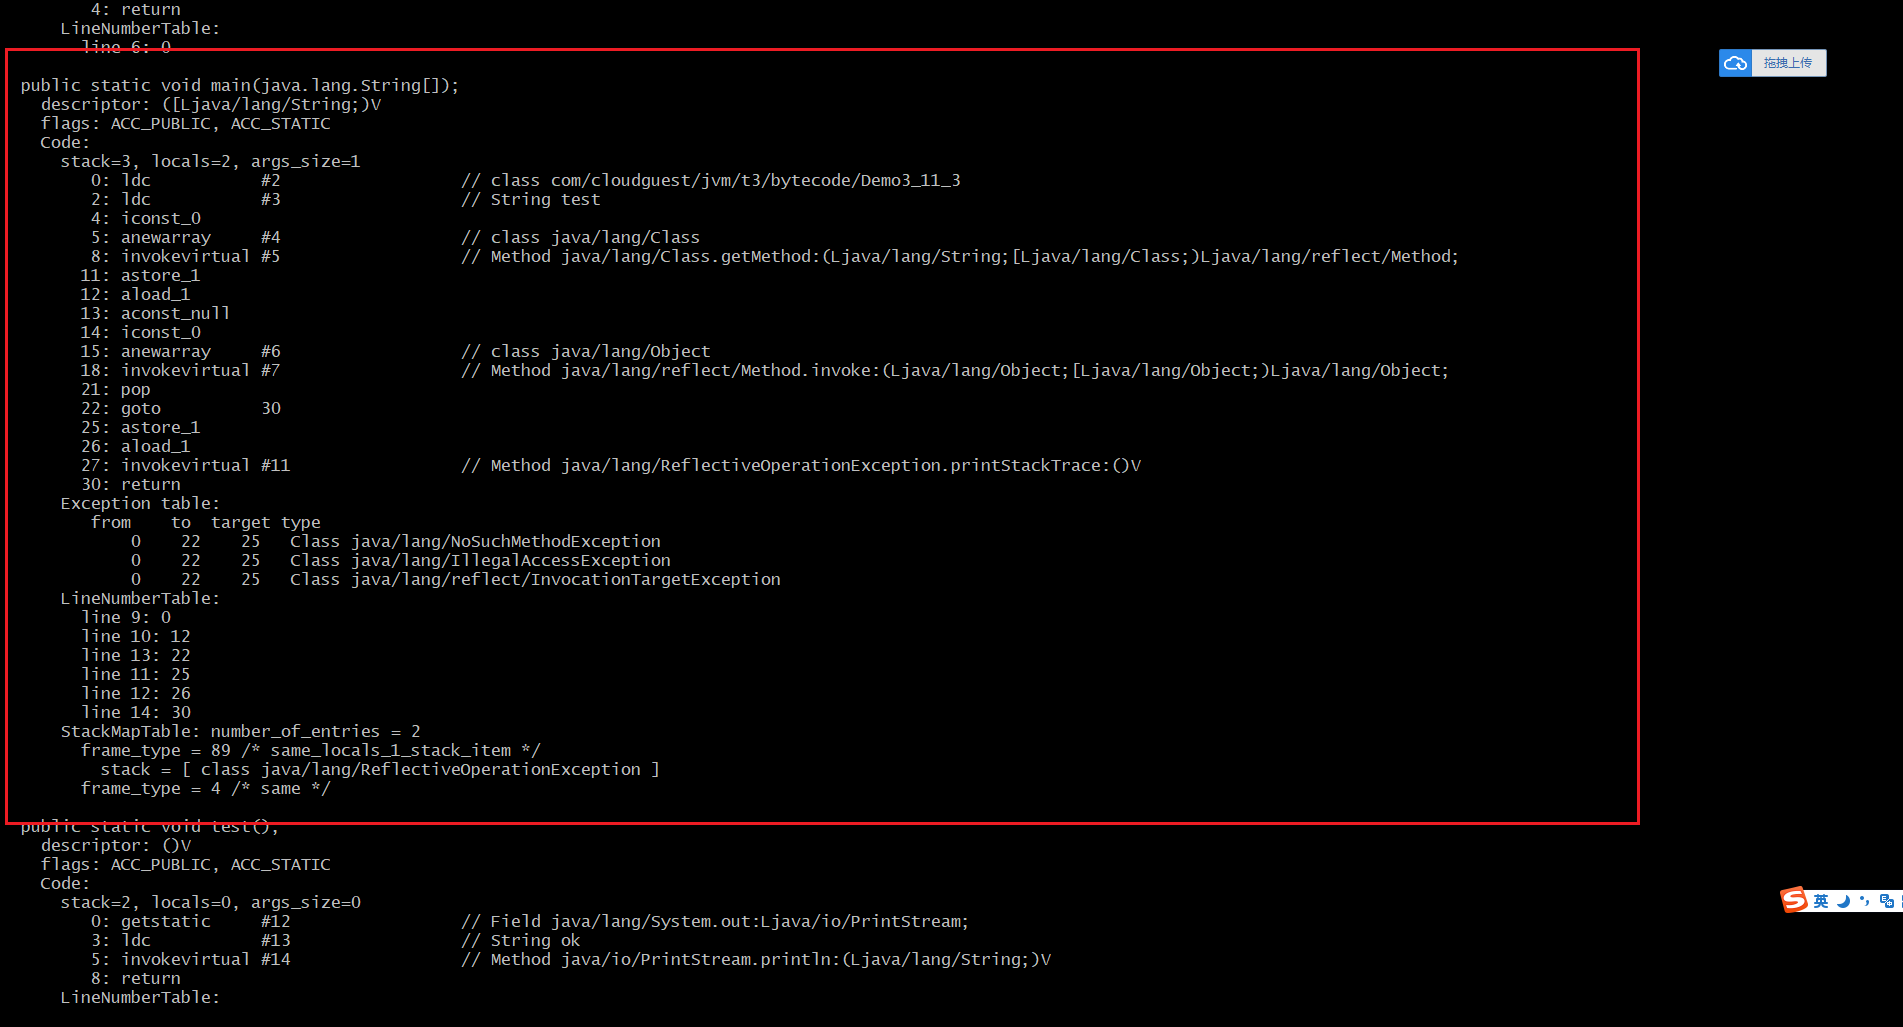 4: return
LineNumberTable:
line 6: 0
public static void main(java.lang.String[]);
descriptor: ([Ljava/lang/String;)V
flags: ACC_PUBLIC, ACC_STATIC
Code:
stack=3, locals=2, args_size=1
0: ldc #2 // class com/cloudguest/jvm/t3/bytecode/Demo3_11_3
2: ldc #3 // String test
4: iconst_0
5: anewarray #4 // class java/lang/Class
8: invokevirtual #5 // Method java/lang/Class.getMethod:(Ljava/lang/String;[Ljava/lang/Class;)Ljava/lang/reflect/Method;
11: astore_1
12: aload_1
13: aconst_null
14: iconst_0
15: anewarray #6 // class java/lang/Object
18: invokevirtual #7 // Method java/lang/reflect/Method.invoke:(Ljava/lang/Object;[Ljava/lang/Object;)Ljava/lang/Object;
21: pop
22: goto 30
25: astore_1
26: aload_1
27: invokevirtual #11 // Method java/lang/ReflectiveOperationException.printStackTrace:()V
30: return
Exception table:
from to target type
0 22 25 Class java/lang/NoSuchMethodException
0 22 25 Class java/lang/IllegalAccessException
0 22 25 Class java/lang/reflect/InvocationTargetException
LineNumberTable:
line 9: 0
line 10: 12
line 13: 22
line 11: 25
line 12: 26
line 14: 30
StackMapTable: number_of_entries = 2
frame_type = 89 /* same_locals_1_stack_item */
stack = [ class java/lang/ReflectiveOperationException ]
frame_type = 4 /* same */
public static void test();
descriptor: ()V
flags: ACC_PUBLIC, ACC_STATIC
Code:
stack=2, locals=0, args_size=0
0: getstatic #12 // Field java/lang/System.out:Ljava/io/PrintStream;
3: ldc #13 // String ok
5: invokevirtual #14 // Method java/io/PrintStream.println:(Ljava/lang/String;)V
8: return
LineNumberTable:
拖拽上传
英